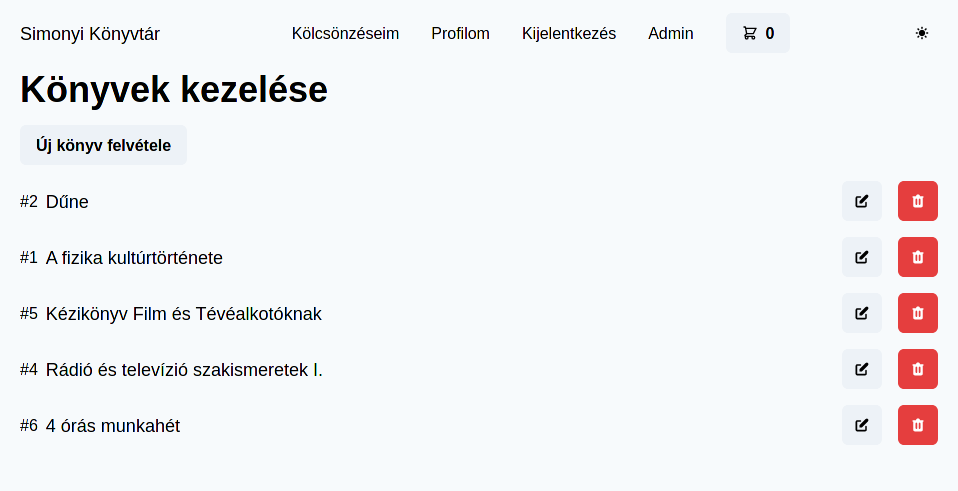 Simonyi Könyvtár Kölcsönzéseim Profilom Kijelentkezés Admin 0
Könyvek kezelése
Új könyv felvétele
#2 Dűne
#1 A fizika kultúrtörténete
#5 Kézikönyv Film és Tévéalkotóknak
#4 Rádió és televízió szakismeretek I.
#6 4 órás munkahét